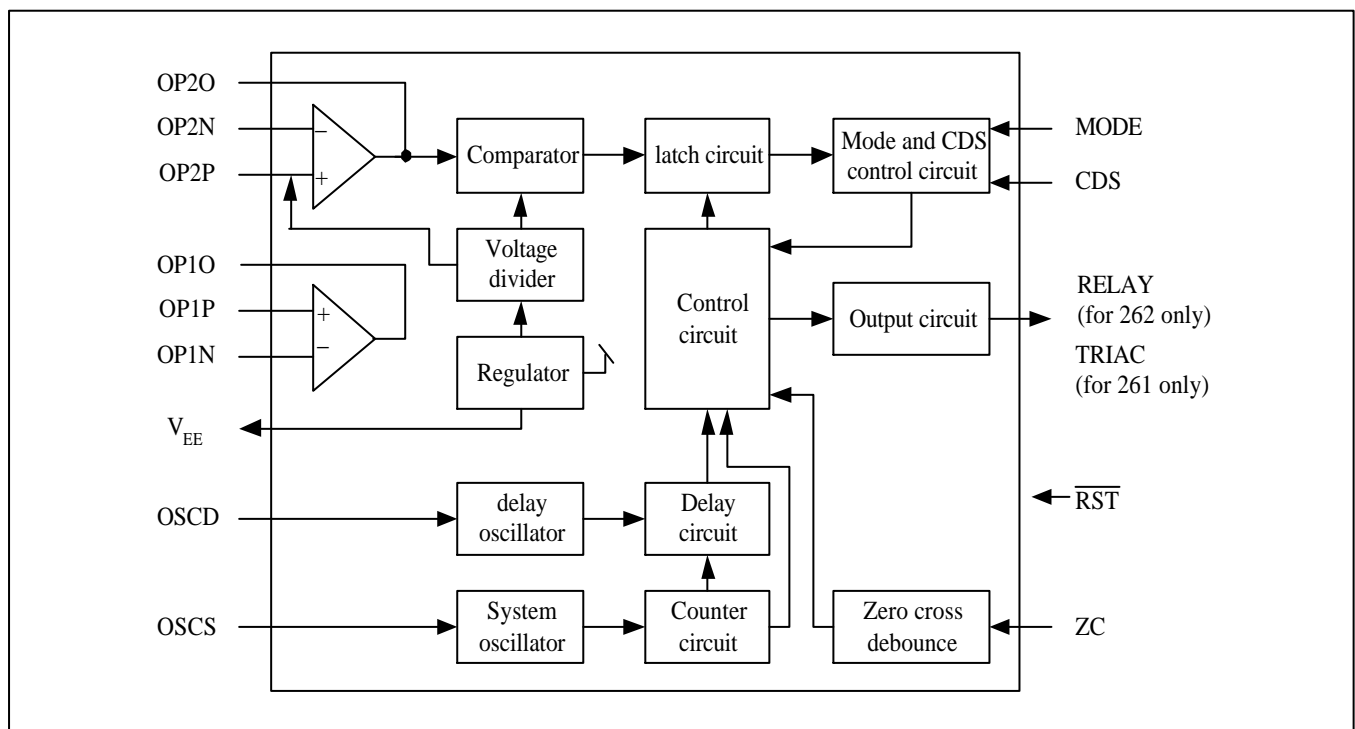 OP2O
OP2N
OP2P
OP1O
OP1P
OP1N
V_EE
OSCD
OSCS
−
+
+
−
Comparator
Voltage
divider
Regulator
delay
oscillator
System
oscillator
latch circuit
Control
circuit
Delay
circuit
Counter
circuit
Mode and CDS
control circuit
Output circuit
Zero cross
debounce
MODE
CDS
RELAY
(for 262 only)
TRIAC
(for 261 only)
R̅S̅T̅
ZC